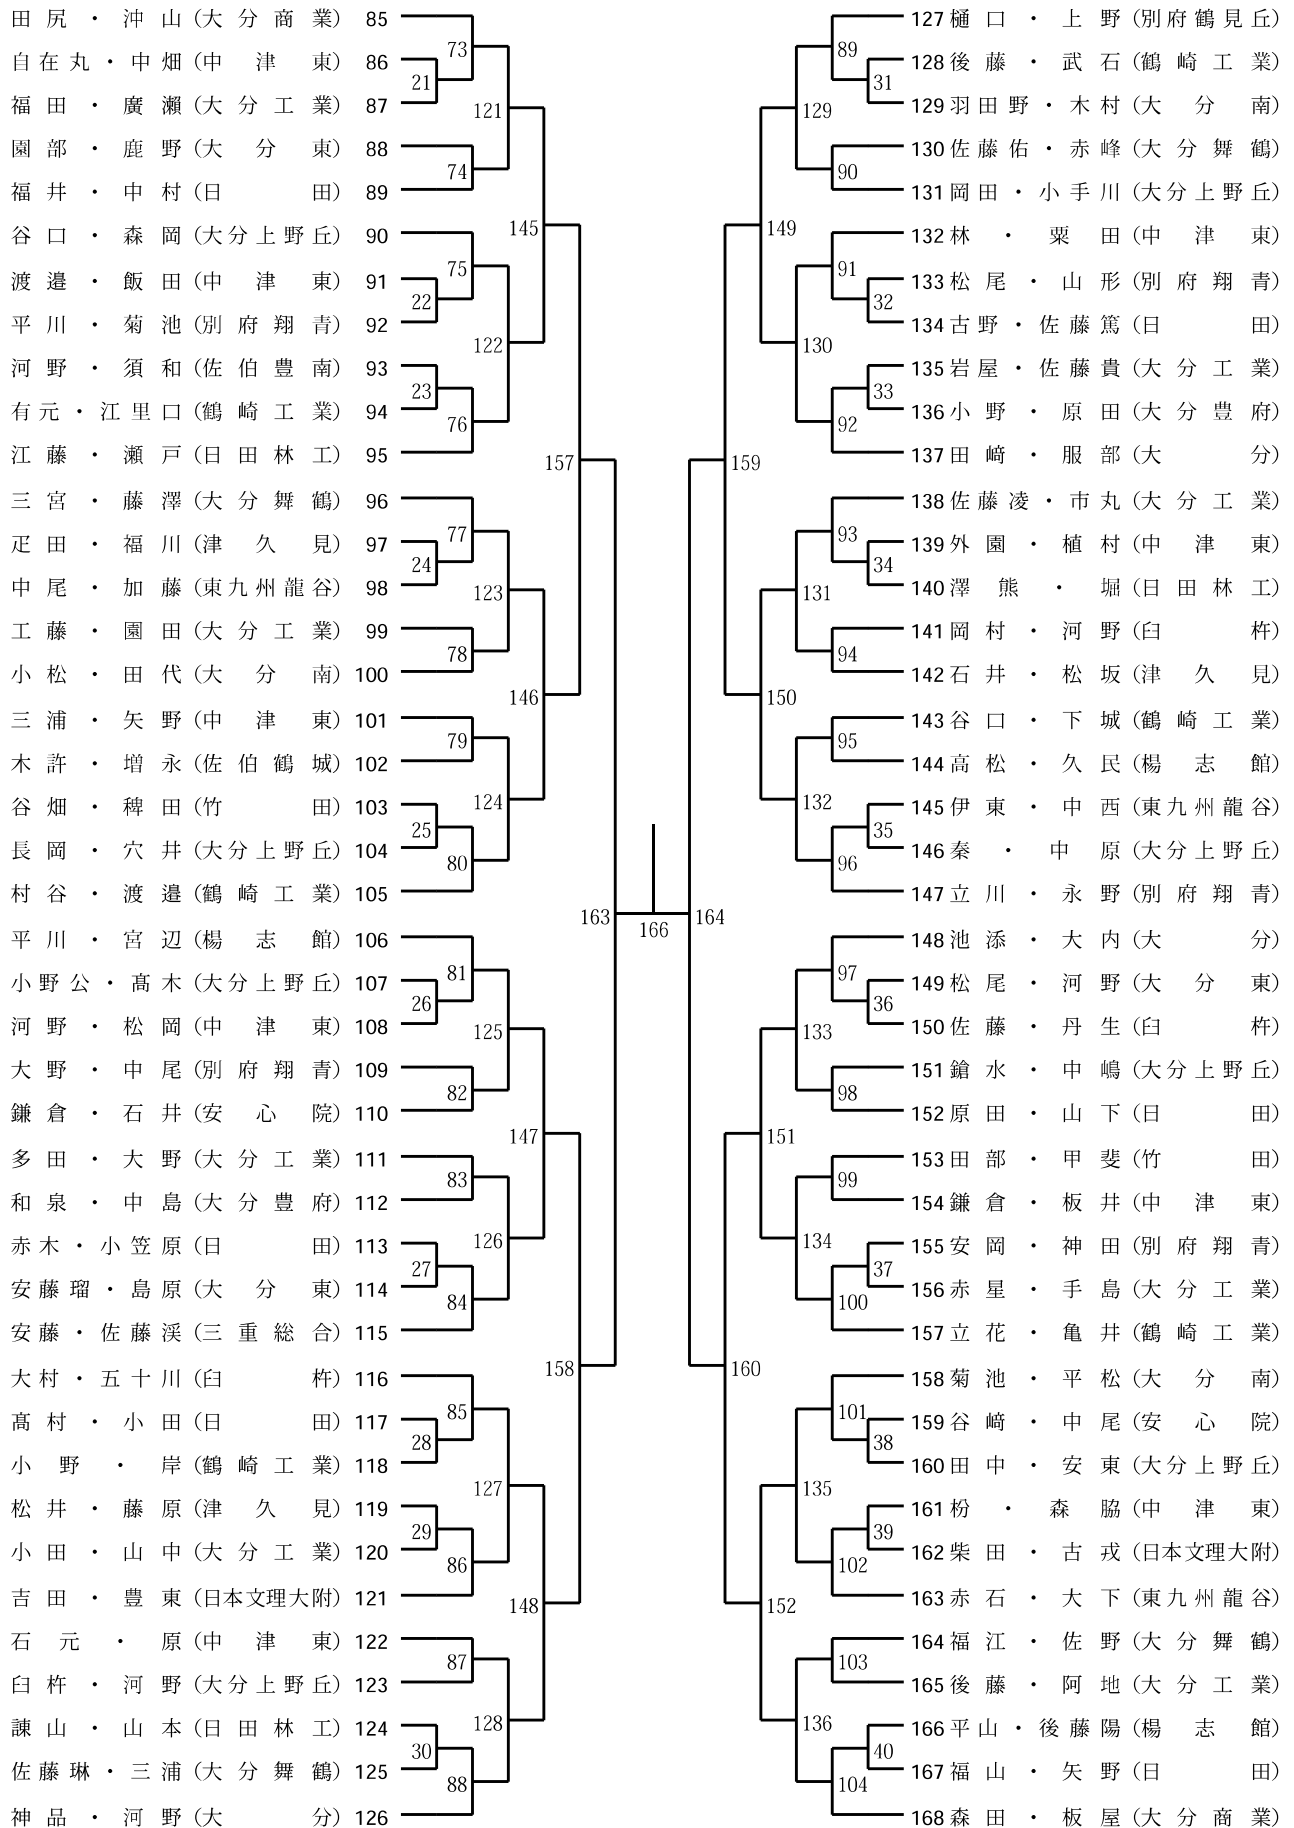 田尻・沖山(大分商業) 85
自在丸・中畑(中津東) 86
福田・廣瀬(大分工業) 87
園部・鹿野(大分東) 88
福井・中村(日田) 89
谷口・森岡(大分上野丘) 90
渡邉・飯田(中津東) 91
平川・菊池(別府翔青) 92
河野・須和(佐伯豊南) 93
有元・江里口(鶴崎工業) 94
江藤・瀬戸(日田林工) 95
三宮・藤澤(大分舞鶴) 96
疋田・福川(津久見) 97
中尾・加藤(東九州龍谷) 98
工藤・園田(大分工業) 99
小松・田代(大分南) 100
三浦・矢野(中津東) 101
木許・増永(佐伯鶴城) 102
谷畑・稗田(竹田) 103
長岡・穴井(大分上野丘) 104
村谷・渡邉(鶴崎工業) 105
平川・宮辺(楊志館) 106
小野公・髙木(大分上野丘) 107
河野・松岡(中津東) 108
大野・中尾(別府翔青) 109
鎌倉・石井(安心院) 110
多田・大野(大分工業) 111
和泉・中島(大分豊府) 112
赤木・小笠原(日田) 113
安藤瑠・島原(大分東) 114
安藤・佐藤渓(三重総合) 115
大村・五十川(臼杵) 116
髙村・小田(日田) 117
小野・岸(鶴崎工業) 118
松井・藤原(津久見) 119
小田・山中(大分工業) 120
吉田・豊東(日本文理大附) 121
石元・原(中津東) 122
臼杵・河野(大分上野丘) 123
諌山・山本(日田林工) 124
佐藤琳・三浦(大分舞鶴) 125
神品・河野(大分) 126
73
21
121
74
145
75
22
122
23
76
157
77
24
123
78
146
79
124
25
80
163
81
26
125
82
147
83
126
27
84
158
85
28
127
29
86
148
87
128
30
88
166
89
31
129
90
149
91
32
130
33
92
159
93
34
131
94
150
95
132
35
96
164
97
36
133
98
151
99
134
37
100
160
101
38
135
39
102
152
103
136
40
104
127 樋口・上野(別府鶴見丘)
128 後藤・武石(鶴崎工業)
129 羽田野・木村(大分南)
130 佐藤佑・赤峰(大分舞鶴)
131 岡田・小手川(大分上野丘)
132 林・粟田(中津東)
133 松尾・山形(別府翔青)
134 古野・佐藤篤(日田)
135 岩屋・佐藤貴(大分工業)
136 小野・原田(大分豊府)
137 田﨑・服部(大分)
138 佐藤凌・市丸(大分工業)
139 外園・植村(中津東)
140 澤熊・堀(日田林工)
141 岡村・河野(臼杵)
142 石井・松坂(津久見)
143 谷口・下城(鶴崎工業)
144 高松・久民(楊志館)
145 伊東・中西(東九州龍谷)
146 秦・中原(大分上野丘)
147 立川・永野(別府翔青)
148 池添・大内(大分)
149 松尾・河野(大分東)
150 佐藤・丹生(臼杵)
151 鎗水・中嶋(大分上野丘)
152 原田・山下(日田)
153 田部・甲斐(竹田)
154 鎌倉・板井(中津東)
155 安岡・神田(別府翔青)
156 赤星・手島(大分工業)
157 立花・亀井(鶴崎工業)
158 菊池・平松(大分南)
159 谷﨑・中尾(安心院)
160 田中・安東(大分上野丘)
161 枌・森脇(中津東)
162 柴田・古戎(日本文理大附)
163 赤石・大下(東九州龍谷)
164 福江・佐野(大分舞鶴)
165 後藤・阿地(大分工業)
166 平山・後藤陽(楊志館)
167 福山・矢野(日田)
168 森田・板屋(大分商業)